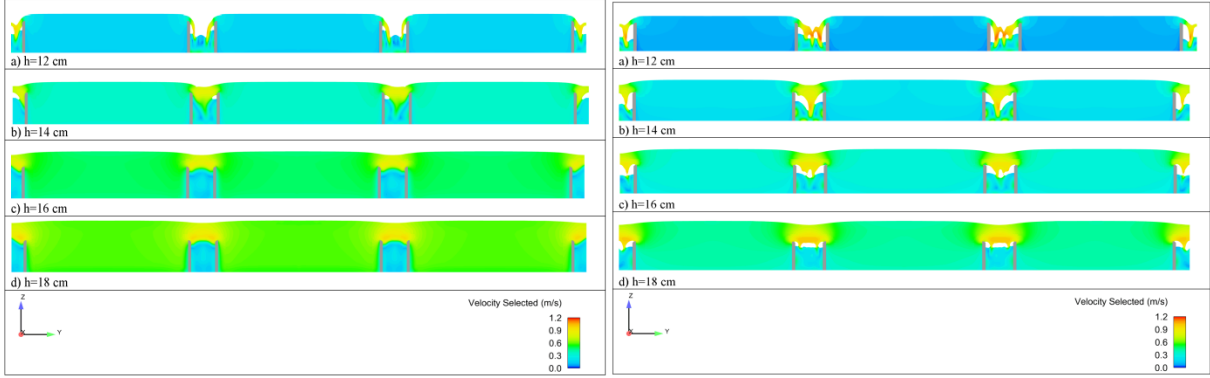 a) h=12 cm
b) h=14 cm
c) h=16 cm
d) h=18 cm
Z
X
Y
Velocity Selected (m/s)
1.2
0.9
0.6
0.3
0.0
a) h=12 cm
b) h=14 cm
c) h=16 cm
d) h=18 cm
Z
X
Y
Velocity Selected (m/s)
1.2
0.9
0.6
0.3
0.0